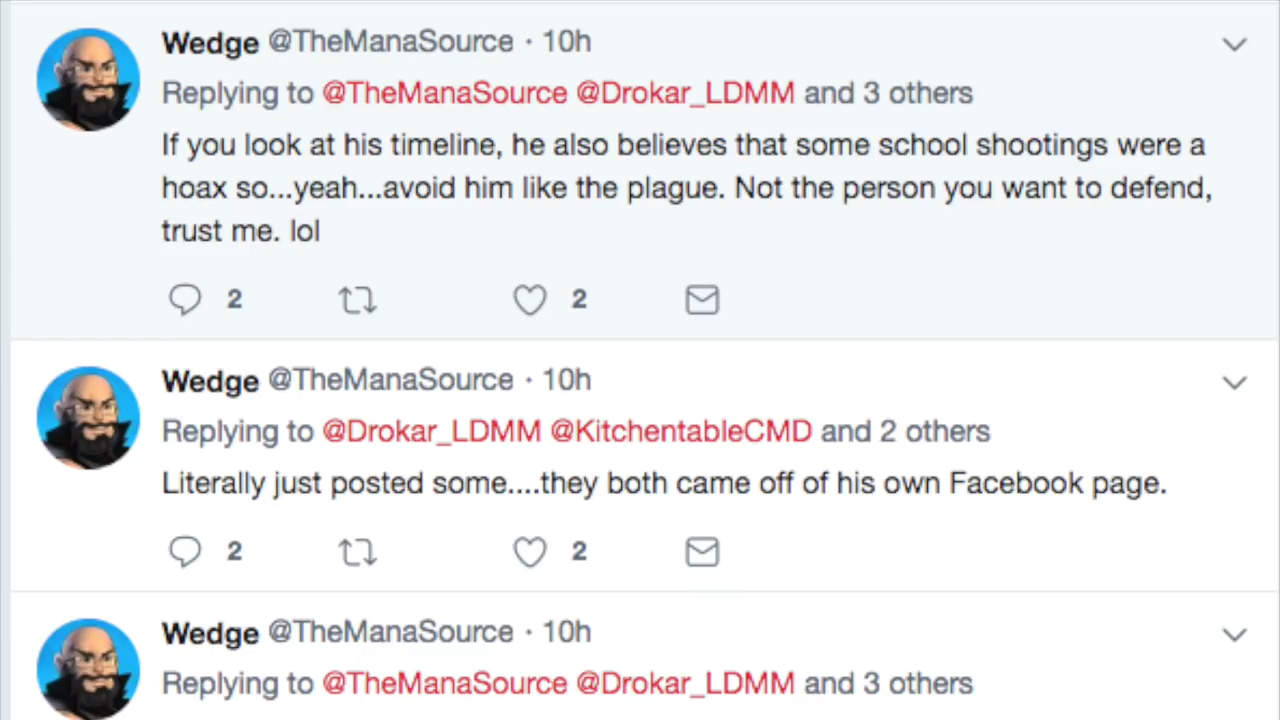 Wedge @TheManaSource · 10h
Replying to @TheManaSource @Drokar_LDMM and 3 others
If you look at his timeline, he also believes that some school shootings were a
hoax so...yeah...avoid him like the plague. Not the person you want to defend,
trust me. lol
2 2
Wedge @TheManaSource · 10h
Replying to @Drokar_LDMM @KitchentableCMD and 2 others
Literally just posted some....they both came off of his own Facebook page.
2 2
Wedge @TheManaSource · 10h
Replying to @TheManaSource @Drokar_LDMM and 3 others